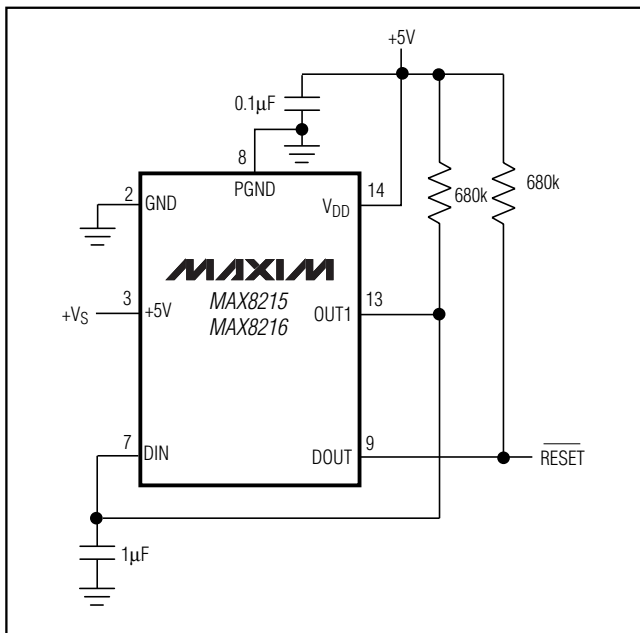 +5V
0.1μF
8
PGND
2
GND
14
VDD
680k
680k
MAXIM
MAX8215
MAX8216
3
+VS
+5V
13
OUT1
7
DIN
9
DOUT
RESET
1μF